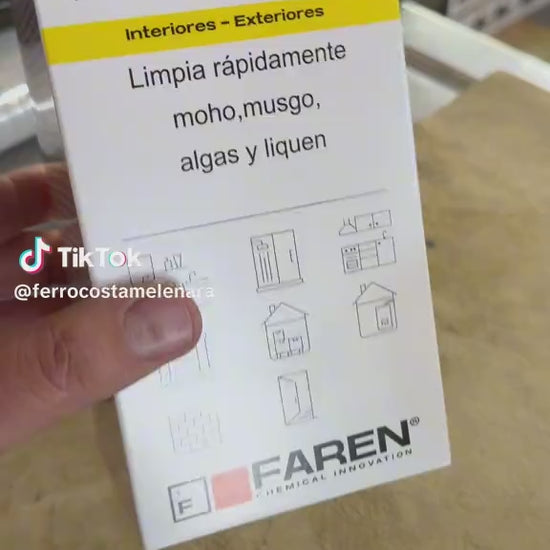 Interiores - Exteriores
Limpia rápidamente
moho,musgo,
algas y liquen
TikTok
@ferrocostamelenara
F
FAREN®
CHEMICAL INNOVATION